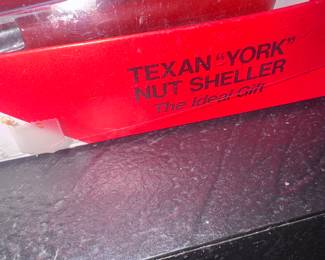 TEXAN "YORK"
NUT SHELLER
The Ideal Gift